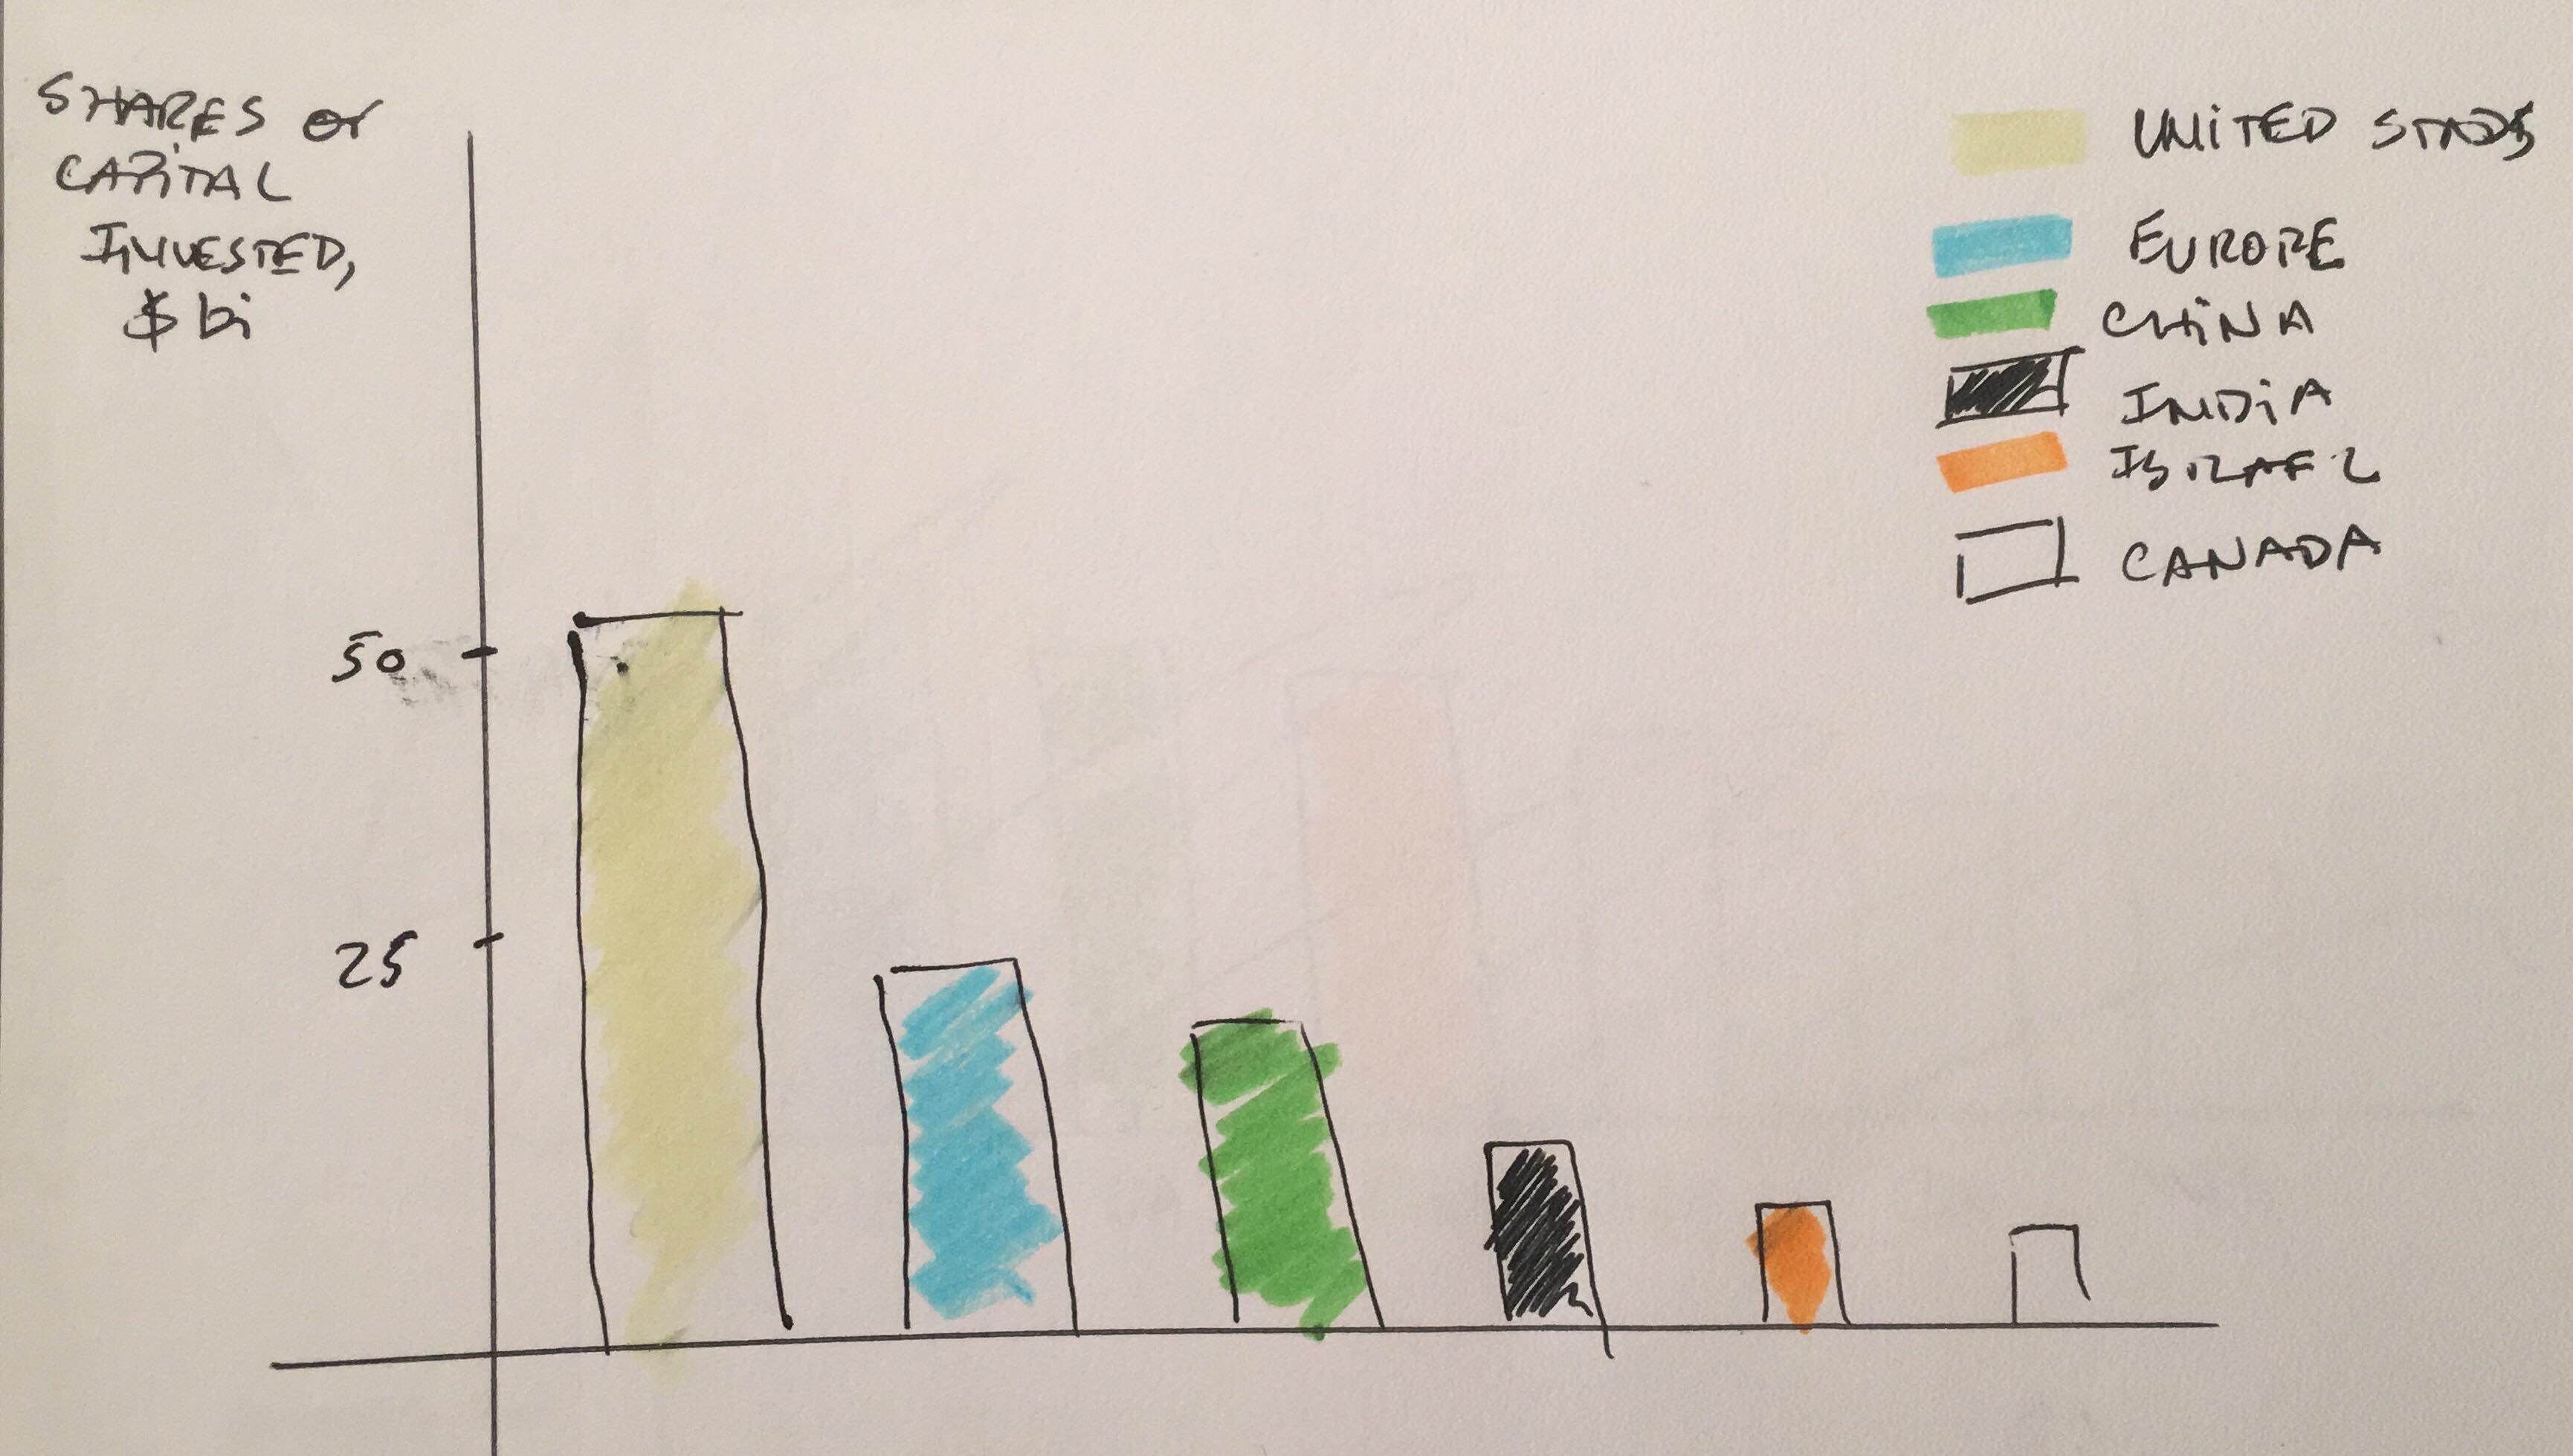 SHARES OF
CAPITAL
INVESTED,
$ bi
50
25
UNITED STATES
EUROPE
CHINA
INDIA
ISRAEL
CANADA